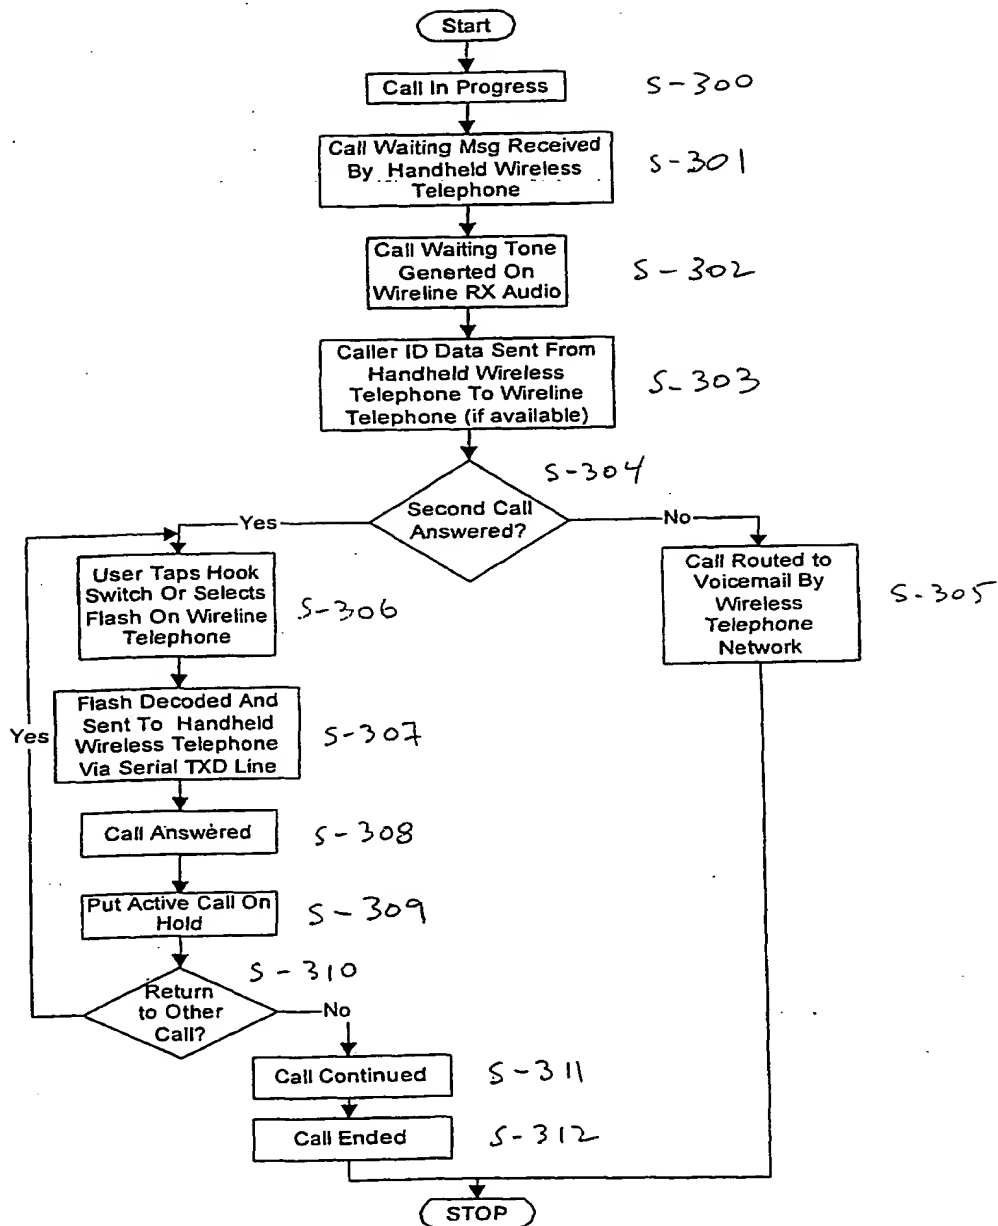 Start
Call In Progress
S-300
Call Waiting Msg Received
By Handheld Wireless
Telephone
S-301
Call Waiting Tone
Generted On
Wireline RX Audio
S-302
Caller ID Data Sent From
Handheld Wireless
Telephone To Wireline
Telephone (if available)
S-303
S-304
Second Call
Answered?
Yes
No
User Taps Hook
Switch Or Selects
Flash On Wireline
Telephone
S-306
Call Routed to
Voicemail By
Wireless
Telephone
Network
S-305
Flash Decoded And
Sent To Handheld
Wireless Telephone
Via Serial TXD Line
S-307
Yes
Call Answered
S-308
Put Active Call On
Hold
S-309
S-310
Return
to Other
Call?
No
Call Continued
S-311
Call Ended
S-312
STOP